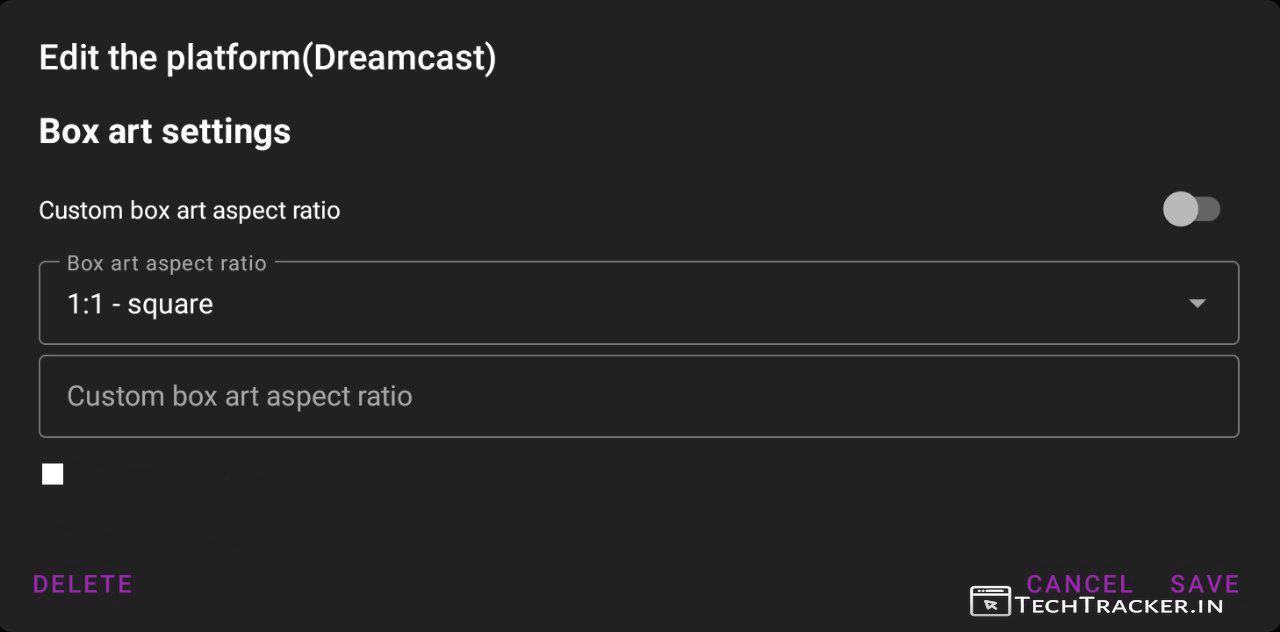 Edit the platform(Dreamcast)
Box art settings
Custom box art aspect ratio
Box art aspect ratio
1:1 - square
Custom box art aspect ratio
DELETE
CANCEL SAVE
TECHTRACKER.IN